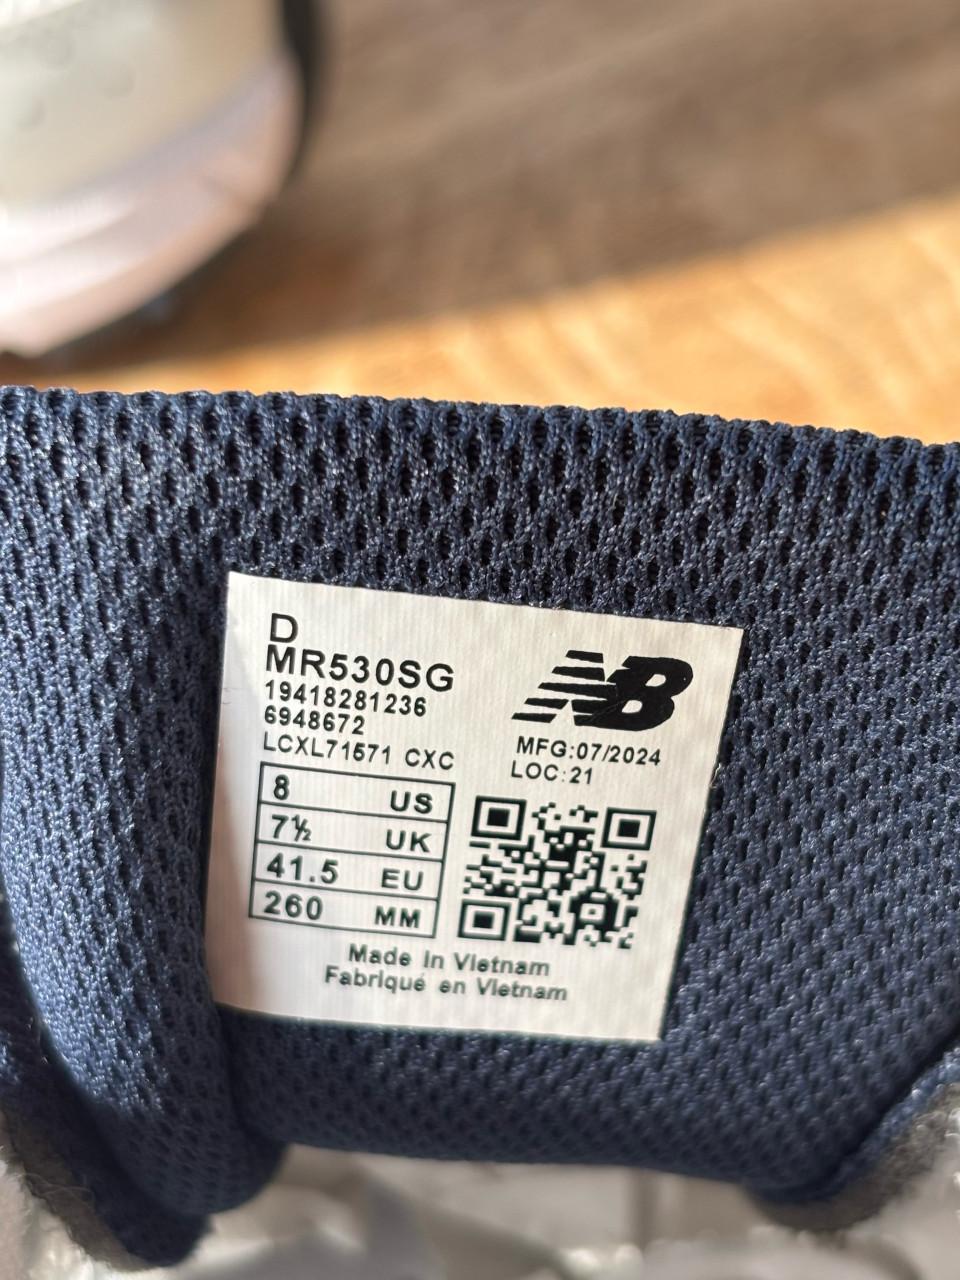 D
MR530SG
19418281236
6948672
LCXL71571 CXC
NB
MFG:07/2024
LOC:21
8 US
7½ UK
41.5 EU
260 MM
Made in Vietnam
Fabriqué en Vietnam